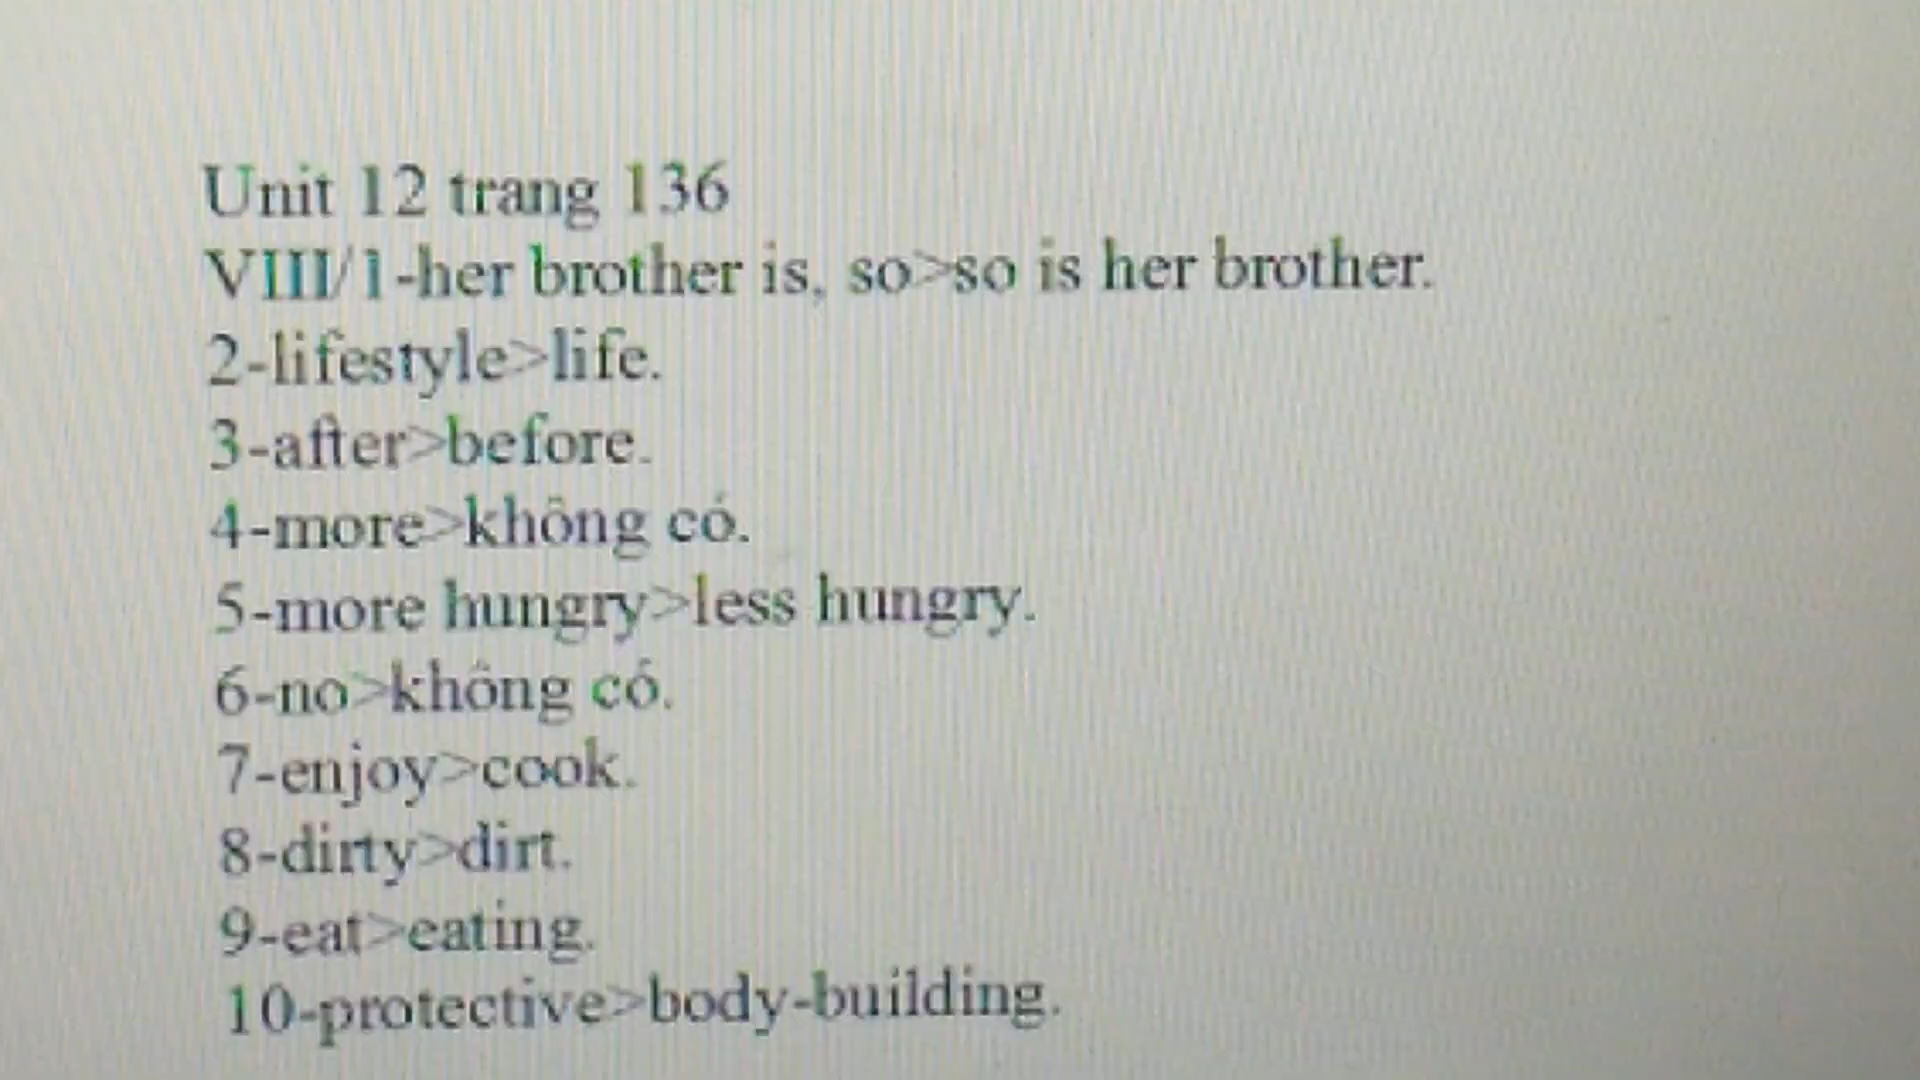 Unit 12 trang 136
VIII/1-her brother is, so>so is her brother.
2-lifestyle>life.
3-after>before.
4-more>không có.
5-more hungry>less hungry.
6-no>không có.
7-enjoy>cook.
8-dirty>dirt.
9-eat>eating.
10-protective>body-building.